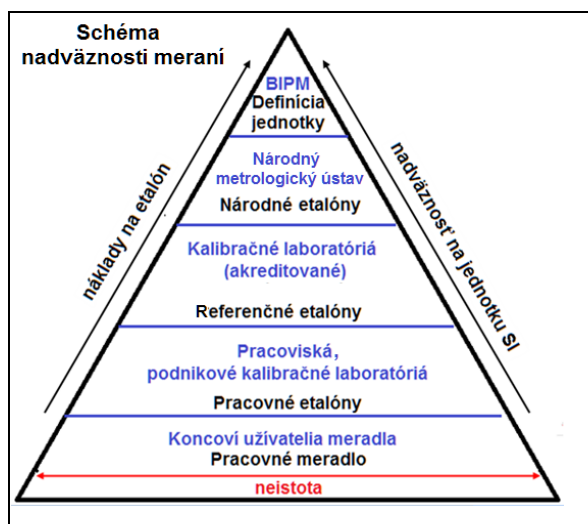 Schéma
nadväznosti meraní
BIPM
Definícia
jednotky
náklady na etalón
nadväznosť na jednotku SI
Národný
metrologický ústav
Národné etalóny
Kalibračné laboratóriá
(akreditované)
Referenčné etalóny
Pracoviská,
podnikové kalibračné laboratóriá
Pracovné etalóny
Koncoví užívatelia meradla
Pracovné meradlo
neistota